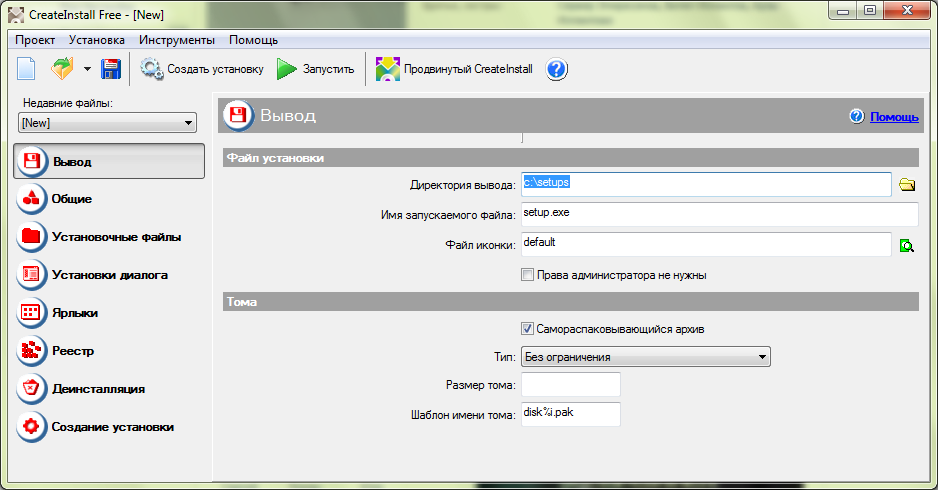 CreateInstall Free - [New]
Проект Установка Инструменты Помощь
Создать установку Запустить Продвинутый CreateInstall
Недавние файлы:
[New]
Вывод
Общие
Установочные файлы
Установки диалога
Ярлыки
Реестр
Деинсталляция
Создание установки
Вывод Помощь
Файл установки
Директория вывода: c:\setups
Имя запускаемого файла: setup.exe
Файл иконки: default
Права администратора не нужны
Тома
Самораспаковывающийся архив
Тип: Без ограничения
Размер тома:
Шаблон имени тома: disk%i.pak